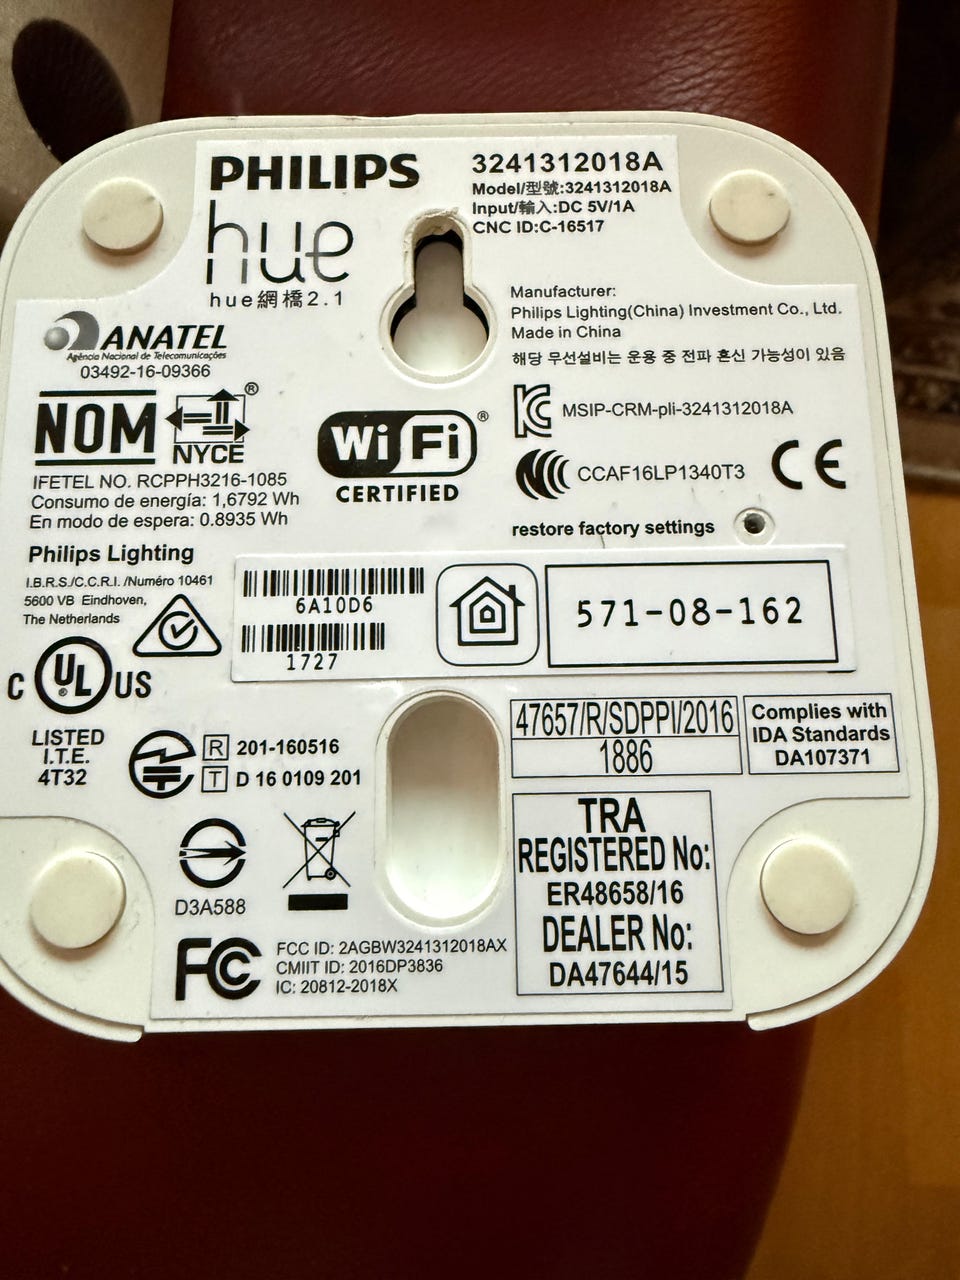 PHILIPS
hue
hue網橋2.1
3241312018A
Model/型號:3241312018A
Input/輸入:DC 5V/1A
CNC ID:C-16517
Manufacturer:
Philips Lighting(China) Investment Co., Ltd.
Made in China
해당 무선설비는 운용 중 전파 혼신 가능성이 있음
ANATEL
Agência Nacional de Telecomunicações
03492-16-09366
NOM
NYCE
®
IFETEL NO. RCPPH3216-1085
Consumo de energía: 1,6792 Wh
En modo de espera: 0.8935 Wh
WiFi®
CERTIFIED
MSIP-CRM-pli-3241312018A
CCAF16LP1340T3
CE
restore factory settings
Philips Lighting
I.B.R.S./C.C.R.I. /Numéro 10461
5600 VB Eindhoven,
The Netherlands
6A10D6
1727
571-08-162
C UL® US
LISTED
I.T.E.
4T32
R 201-160516
T D 16 0109 201
47657/R/SDPPI/2016
1886
Complies with
IDA Standards
DA107371
D3A588
TRA
REGISTERED No:
ER48658/16
DEALER No:
DA47644/15
FC
FCC ID: 2AGBW3241312018AX
CMIIT ID: 2016DP3836
IC: 20812-2018X